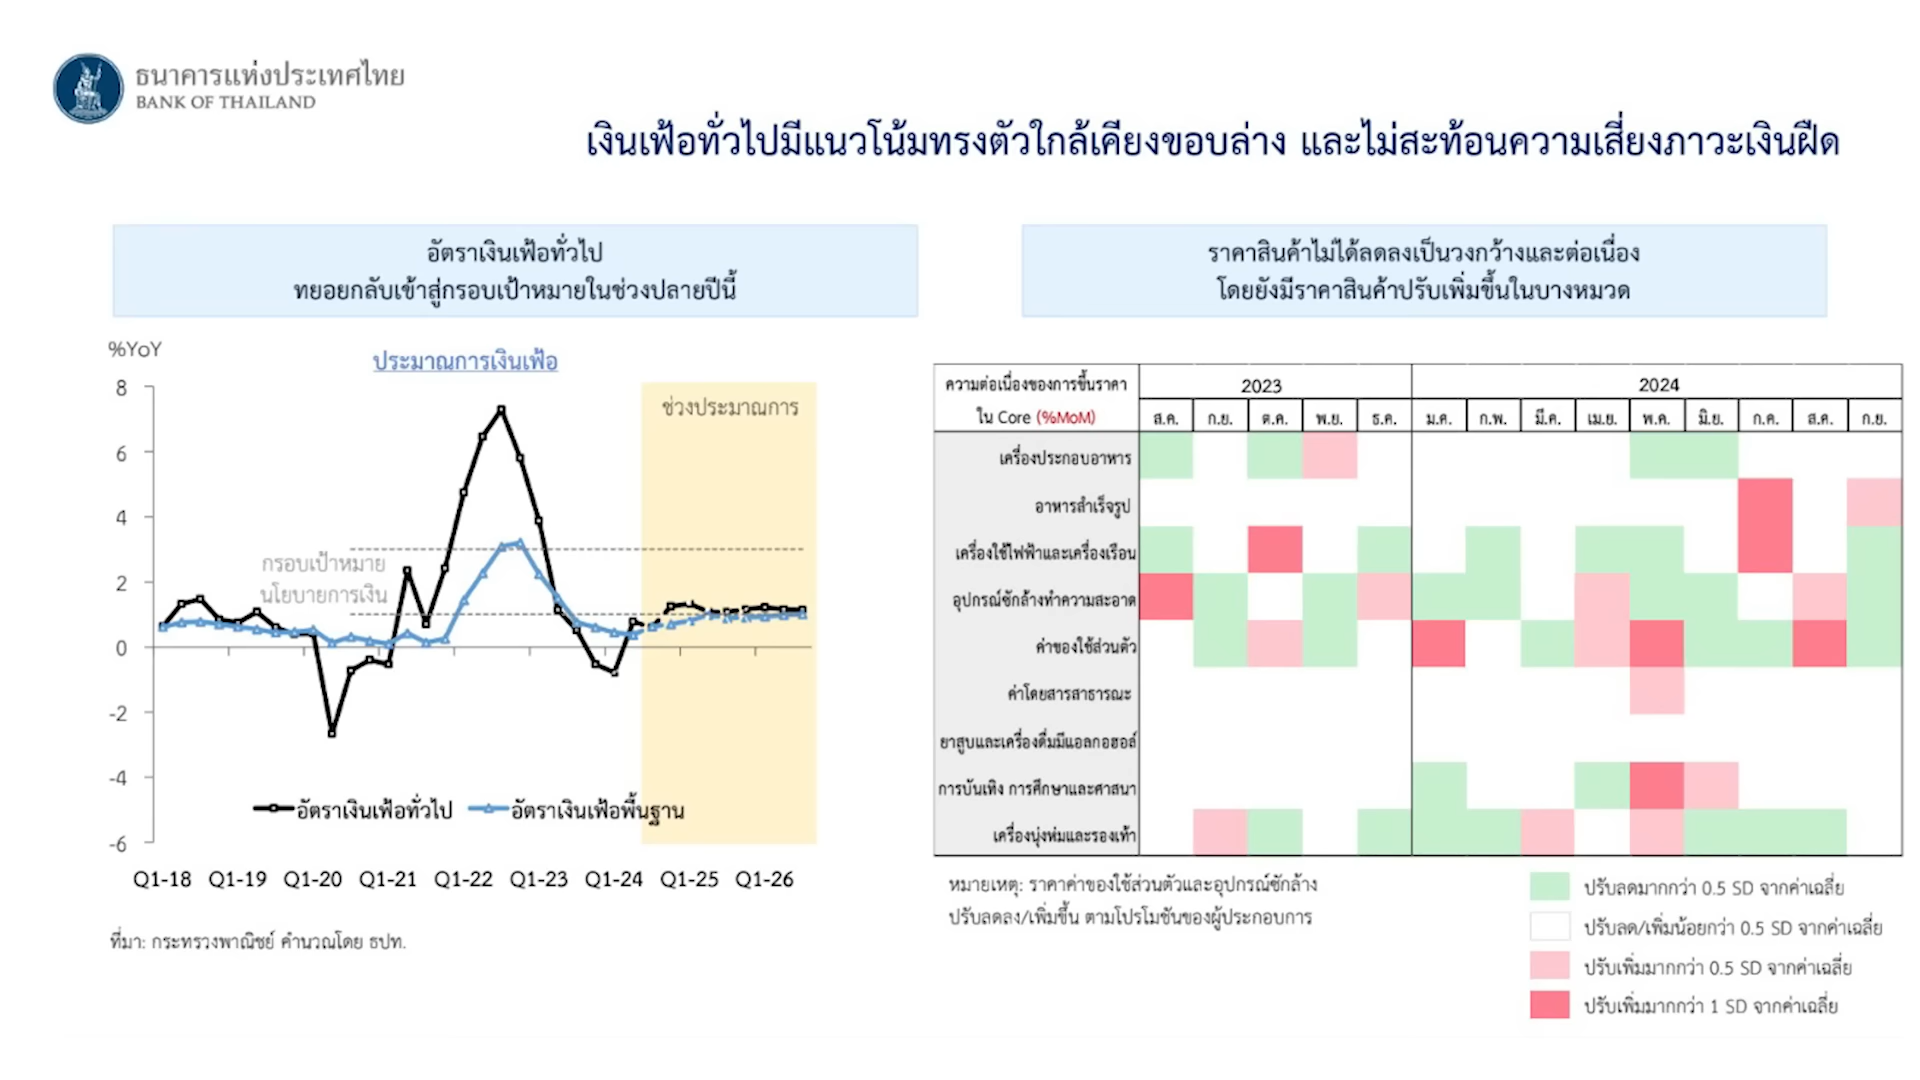 ธนาคารแห่งประเทศไทย
BANK OF THAILAND
เงินเฟ้อทั่วไปมีแนวโน้มทรงตัวใกล้เคียงขอบล่าง และไม่สะท้อนความเสี่ยงภาวะเงินฝืด
อัตราเงินเฟ้อทั่วไป
ทยอยกลับเข้าสู่กรอบเป้าหมายในช่วงปลายปีนี้
%YoY
ประมาณการเงินเฟ้อ
ช่วงประมาณการ
8
6
4
2
0
-2
-4
-6
กรอบเป้าหมาย
นโยบายการเงิน
อัตราเงินเฟ้อทั่วไป อัตราเงินเฟ้อพื้นฐาน
Q1-18 Q1-19 Q1-20 Q1-21 Q1-22 Q1-23 Q1-24 Q1-25 Q1-26
ที่มา: กระทรวงพาณิชย์ คำนวณโดย ธปท.
ราคาสินค้าไม่ได้ลดลงเป็นวงกว้างและต่อเนื่อง
โดยยังมีราคาสินค้าปรับเพิ่มขึ้นในบางหมวด
ความต่อเนื่องของการขึ้นราคา 2023 2024
ใน Core (%MoM) ส.ค. ก.ย. ต.ค. พ.ย. ธ.ค. ม.ค. ก.พ. มี.ค. เม.ย. พ.ค. มิ.ย. ก.ค. ส.ค. ก.ย.
เครื่องประกอบอาหาร
อาหารสำเร็จรูป
เครื่องใช้ไฟฟ้าและเครื่องเรือน
อุปกรณ์ซักล้างทำความสะอาด
ค่าของใช้ส่วนตัว
ค่าโดยสารสาธารณะ
ยาสูบและเครื่องดื่มมีแอลกอฮอล์
การบันเทิง การศึกษาและศาสนา
เครื่องนุ่งห่มและรองเท้า
หมายเหตุ: ราคาค่าของใช้ส่วนตัวและอุปกรณ์ซักล้าง
ปรับลดลง/เพิ่มขึ้น ตามโปรโมชันของผู้ประกอบการ
ปรับลดมากกว่า 0.5 SD จากค่าเฉลี่ย
ปรับลด/เพิ่มน้อยกว่า 0.5 SD จากค่าเฉลี่ย
ปรับเพิ่มมากกว่า 0.5 SD จากค่าเฉลี่ย
ปรับเพิ่มมากกว่า 1 SD จากค่าเฉลี่ย